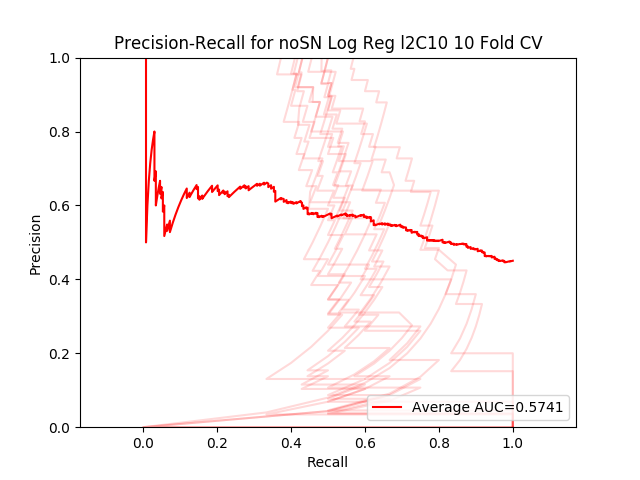 Precision-Recall for noSN Log Reg l2C10 10 Fold CV
1.0
0.8
0.6
0.4
0.2
0.0
Precision
0.0 0.2 0.4 0.6 0.8 1.0
Recall
Average AUC=0.5741